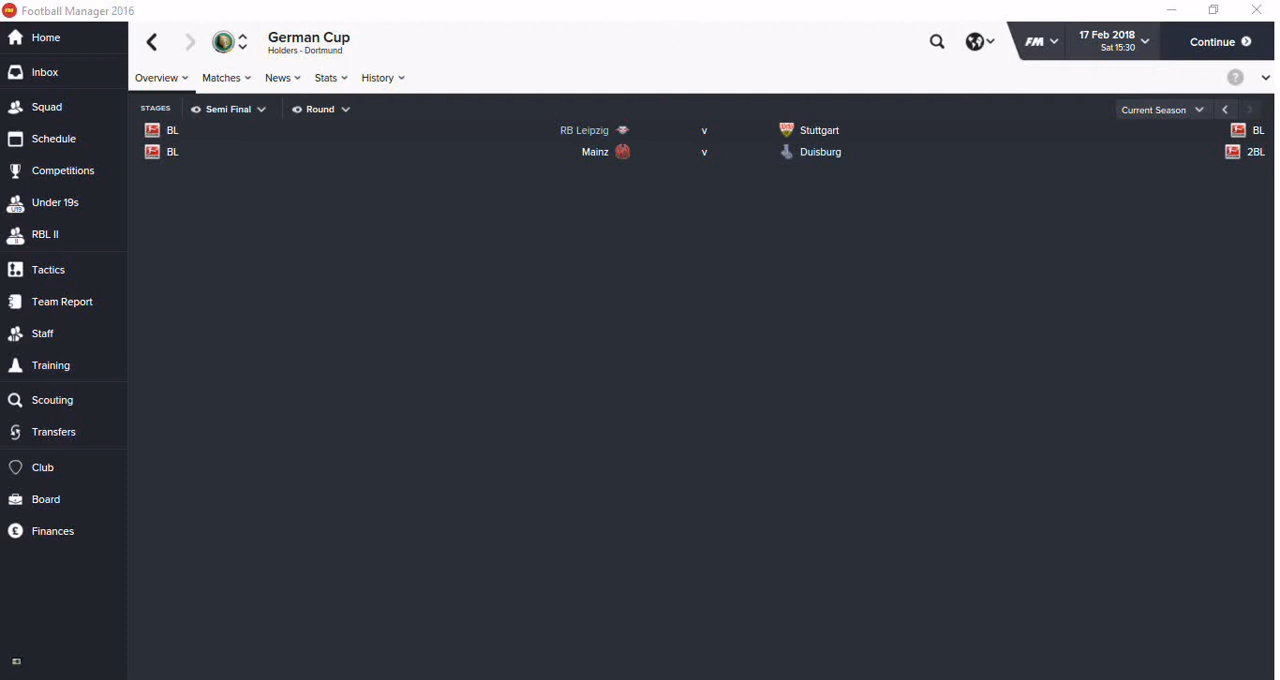 Football Manager 2016
Home
Inbox
Squad
Schedule
Competitions
Under 19s
RBL II
Tactics
Team Report
Staff
Training
Scouting
Transfers
Club
Board
Finances
German Cup
Holders - Dortmund
FM
17 Feb 2018
Sat 15:30
Continue
Overview Matches News Stats History
STAGES Semi Final Round Current Season
BL RB Leipzig v Stuttgart BL
BL Mainz v Duisburg 2BL